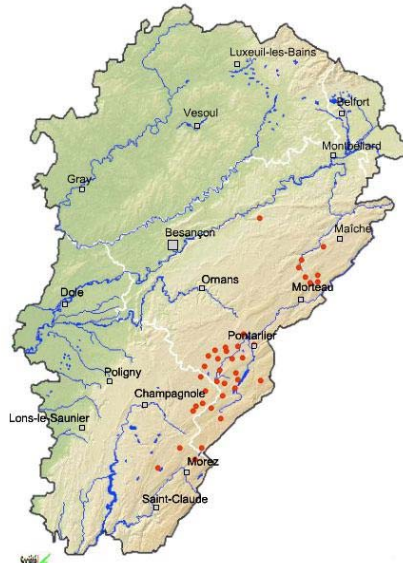 Luxeuil-les-Bains
Belfort
Vesoul
Montbéliard
Gray
Besançon
Maîche
Ornans
Dole
Morteau
Pontarlier
Poligny
Champagnole
Lons-le-Saunier
Morez
Saint-Claude